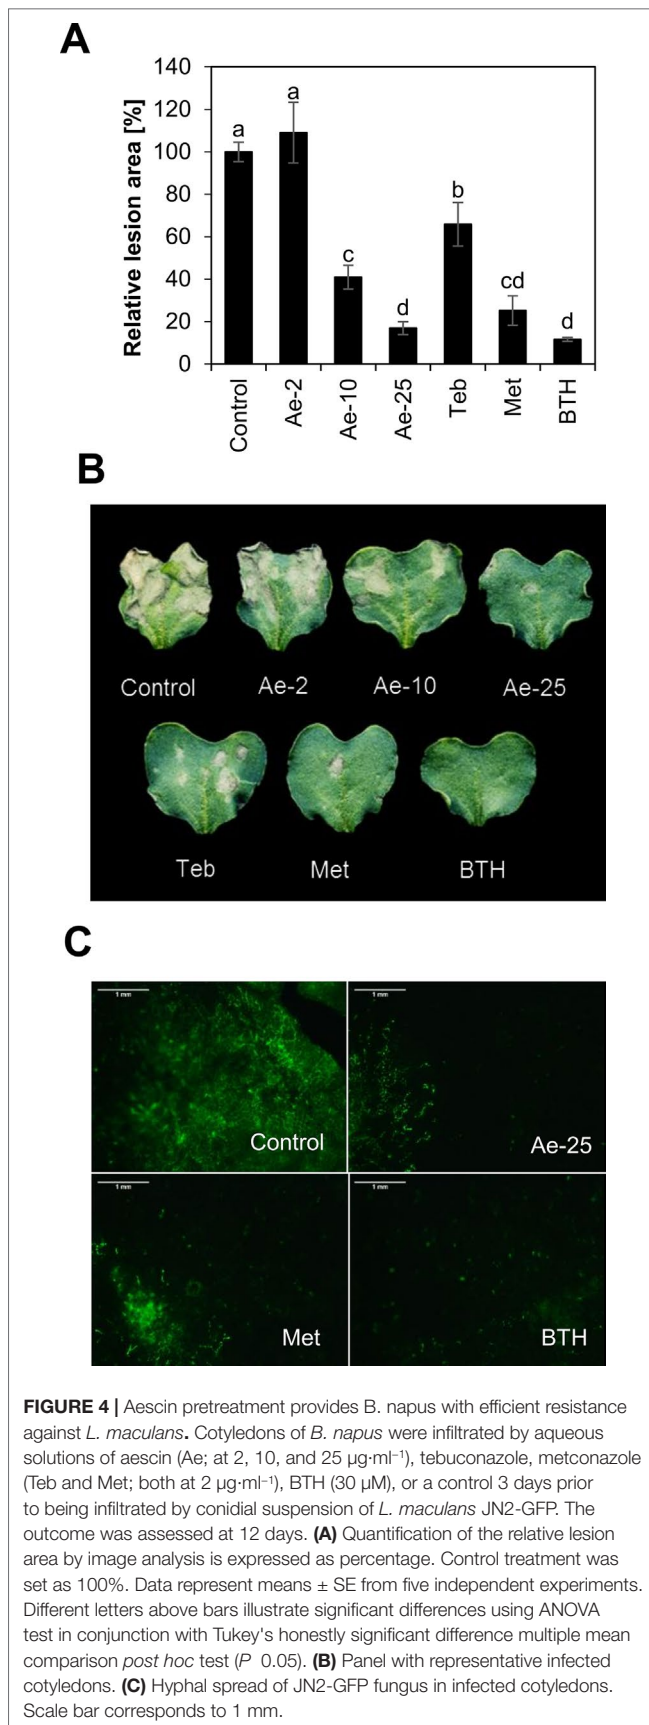 A
Relative lesion area [%]
140
120
100
80
60
40
20
0
a
a
c
d
b
cd
d
Control
Ae-2
Ae-10
Ae-25
Teb
Met
BTH
B
Control
Ae-2
Ae-10
Ae-25
Teb
Met
BTH
C
1 mm
Control
1 mm
Ae-25
1 mm
Met
1 mm
BTH
FIGURE 4 | Aescin pretreatment provides B. napus with efficient resistance
against L. maculans. Cotyledons of B. napus were infiltrated by aqueous
solutions of aescin (Ae; at 2, 10, and 25 μg·ml⁻¹), tebuconazole, metconazole
(Teb and Met; both at 2 μg·ml⁻¹), BTH (30 μM), or a control 3 days prior
to being infiltrated by conidial suspension of L. maculans JN2-GFP. The
outcome was assessed at 12 days. (A) Quantification of the relative lesion
area by image analysis is expressed as percentage. Control treatment was
set as 100%. Data represent means ± SE from five independent experiments.
Different letters above bars illustrate significant differences using ANOVA
test in conjunction with Tukey's honestly significant difference multiple mean
comparison post hoc test (P 0.05). (B) Panel with representative infected
cotyledons. (C) Hyphal spread of JN2-GFP fungus in infected cotyledons.
Scale bar corresponds to 1 mm.